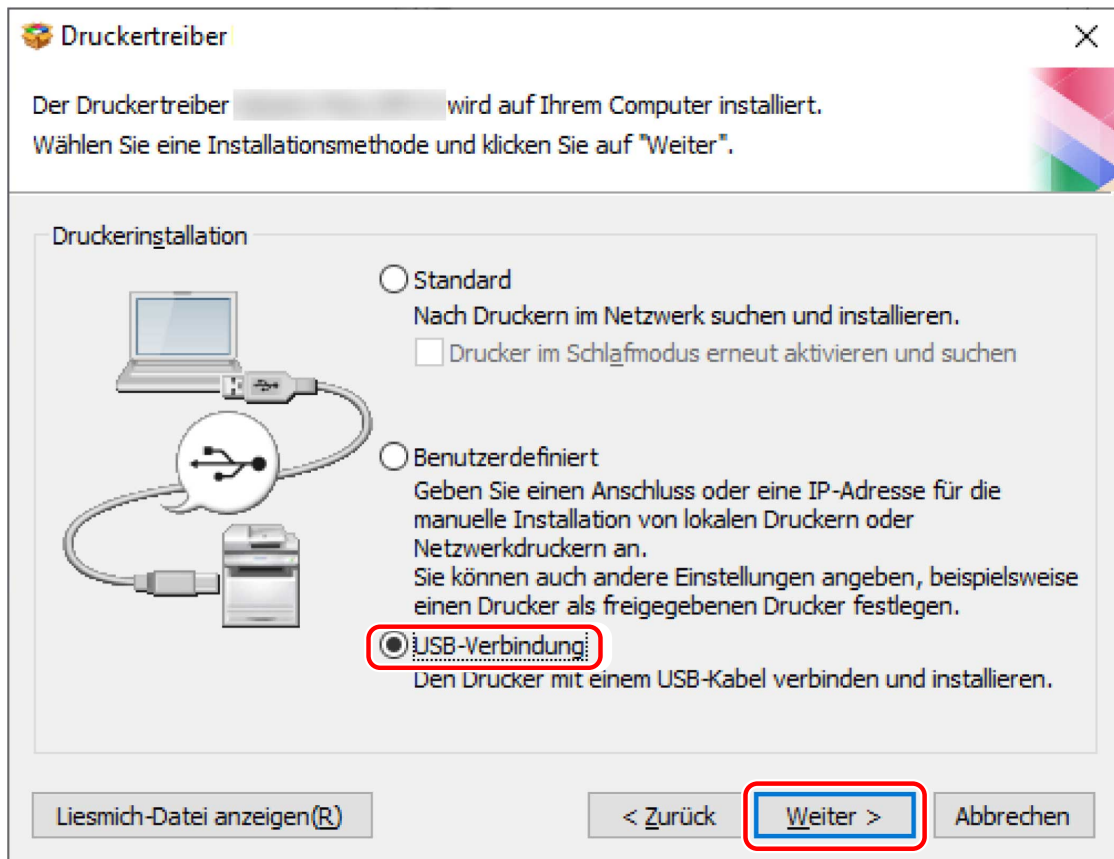 Druckertreiber
Der Druckertreiber wird auf Ihrem Computer installiert.
Wählen Sie eine Installationsmethode und klicken Sie auf "Weiter".
Druckerinstallation
Standard
Nach Druckern im Netzwerk suchen und installieren.
Drucker im Schlafmodus erneut aktivieren und suchen
Benutzerdefiniert
Geben Sie einen Anschluss oder eine IP-Adresse für die
manuelle Installation von lokalen Druckern oder
Netzwerkdruckern an.
Sie können auch andere Einstellungen angeben, beispielsweise
einen Drucker als freigegebenen Drucker festlegen.
USB-Verbindung
Den Drucker mit einem USB-Kabel verbinden und installieren.
Liesmich-Datei anzeigen(R)
< Zurück
Weiter >
Abbrechen